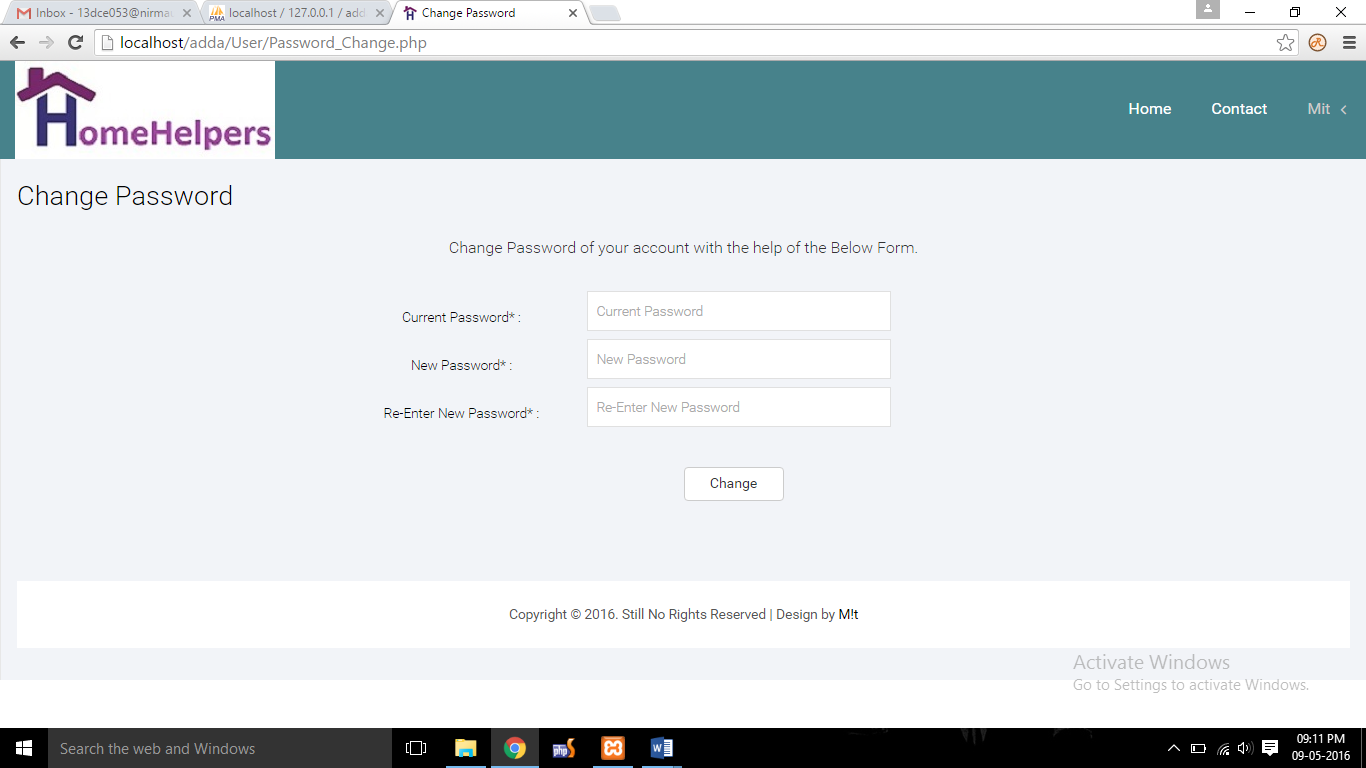 Inbox - 13dce053@nirma
localhost / 127.0.0.1 / add
Change Password
localhost/adda/User/Password_Change.php
HomeHelpers
Home Contact Mit <
Change Password
Change Password of your account with the help of the Below Form.
Current Password* : Current Password
New Password* : New Password
Re-Enter New Password* : Re-Enter New Password
Change
Copyright © 2016. Still No Rights Reserved | Design by M!t
Activate Windows
Go to Settings to activate Windows.
Search the web and Windows
09:11 PM
09-05-2016